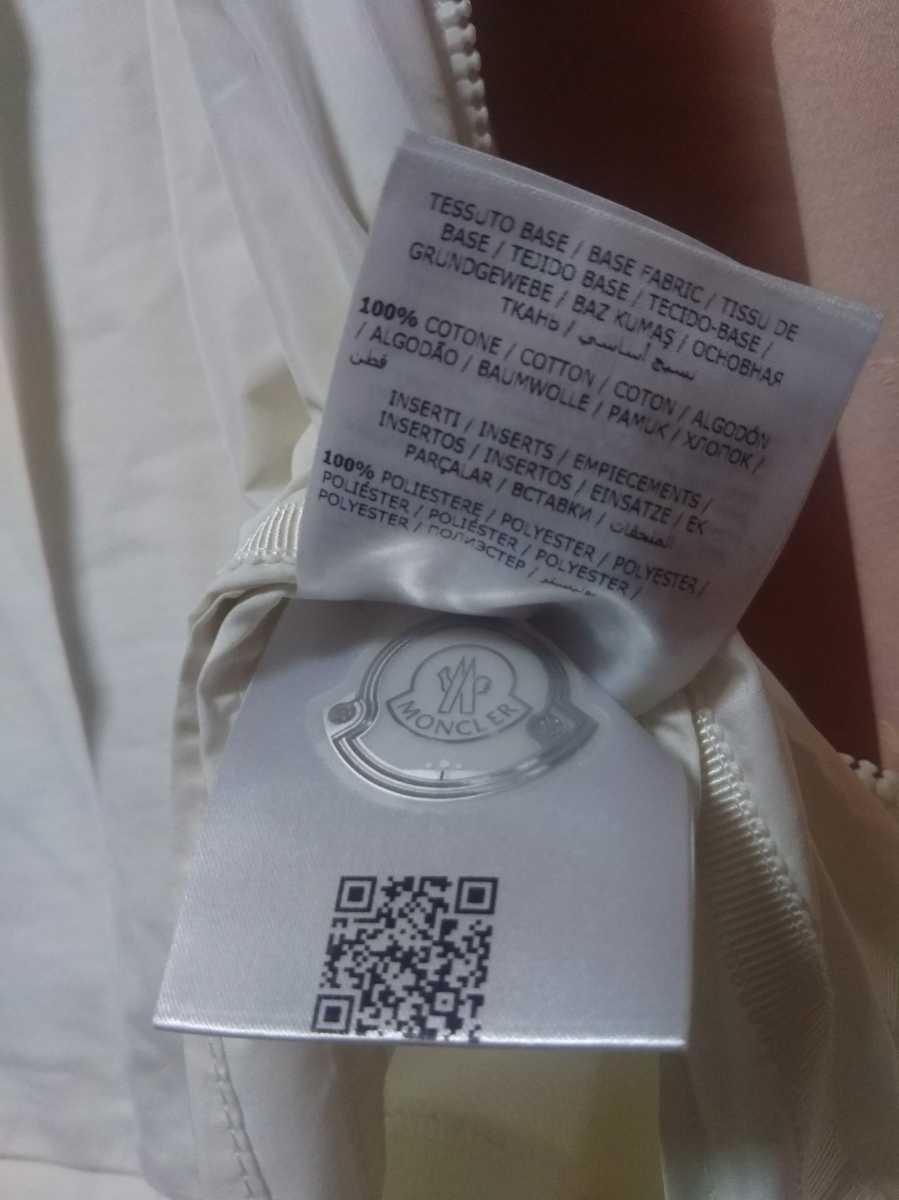 TESSUTO BASE / BASE FABRIC / TISSU DE
BASE / TEJIDO BASE / TECIDO-BASE /
GRUNDGEWEBE / BAZ KUMAŞ / ОСНОВНАЯ
ТКАНЬ / نسيج أساسي
100% COTONE / COTTON / COTON / ALGODÓN
/ ALGODÃO / BAUMWOLLE / PAMUK / ХЛОПОК /
قطن
INSERTI / INSERTS / EMPIECEMENTS /
INSERTOS / INSERTOS / EINSATZE / EK
PARÇALAR / ВСТАВКИ / الملحقات
100% POLIESTERE / POLYESTER / POLYESTER /
POLIÉSTER / POLIÉSTER / POLYESTER /
POLYESTER / ПОЛИЭСТЕР /
MONCLER